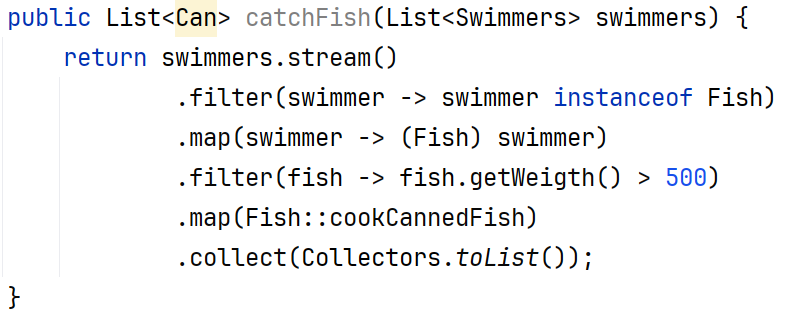 public List<Can> catchFish(List<Swimmers> swimmers) {
    return swimmers.stream()
            .filter(swimmer -> swimmer instanceof Fish)
            .map(swimmer -> (Fish) swimmer)
            .filter(fish -> fish.getWeigth() > 500)
            .map(Fish::cookCannedFish)
            .collect(Collectors.toList());
}